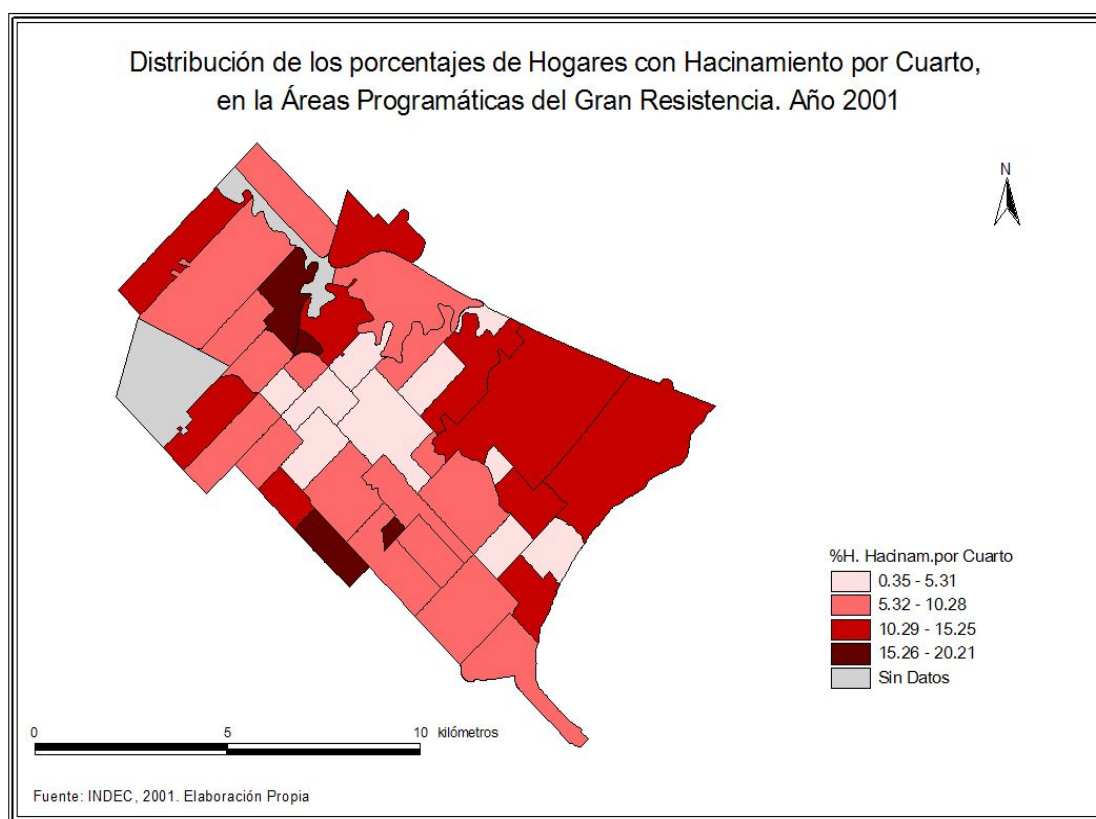 Distribución de los porcentajes de Hogares con Hacinamiento por Cuarto,
en la Áreas Programáticas del Gran Resistencia. Año 2001
N
%H. Hacinam.por Cuarto
0.35 - 5.31
5.32 - 10.28
10.29 - 15.25
15.26 - 20.21
Sin Datos
0 5 10 kilómetros
Fuente: INDEC, 2001. Elaboración Propia